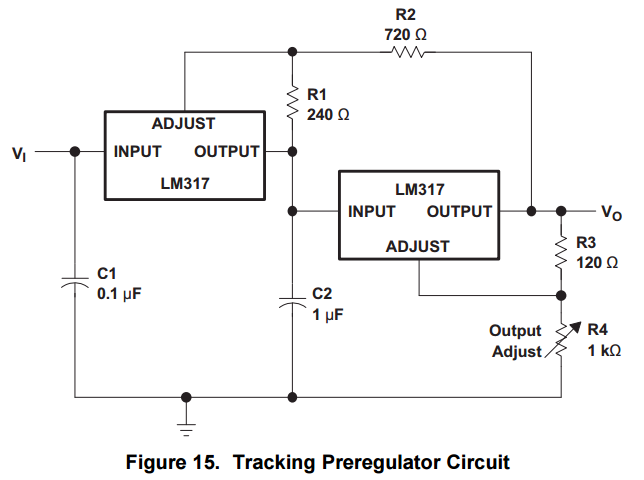 R2
720 Ω
R1
240 Ω
ADJUST
INPUT OUTPUT
LM317
VI
LM317
INPUT OUTPUT
ADJUST
VO
R3
120 Ω
C1
0.1 µF
C2
1 µF
Output
Adjust
R4
1 kΩ
Figure 15. Tracking Preregulator Circuit